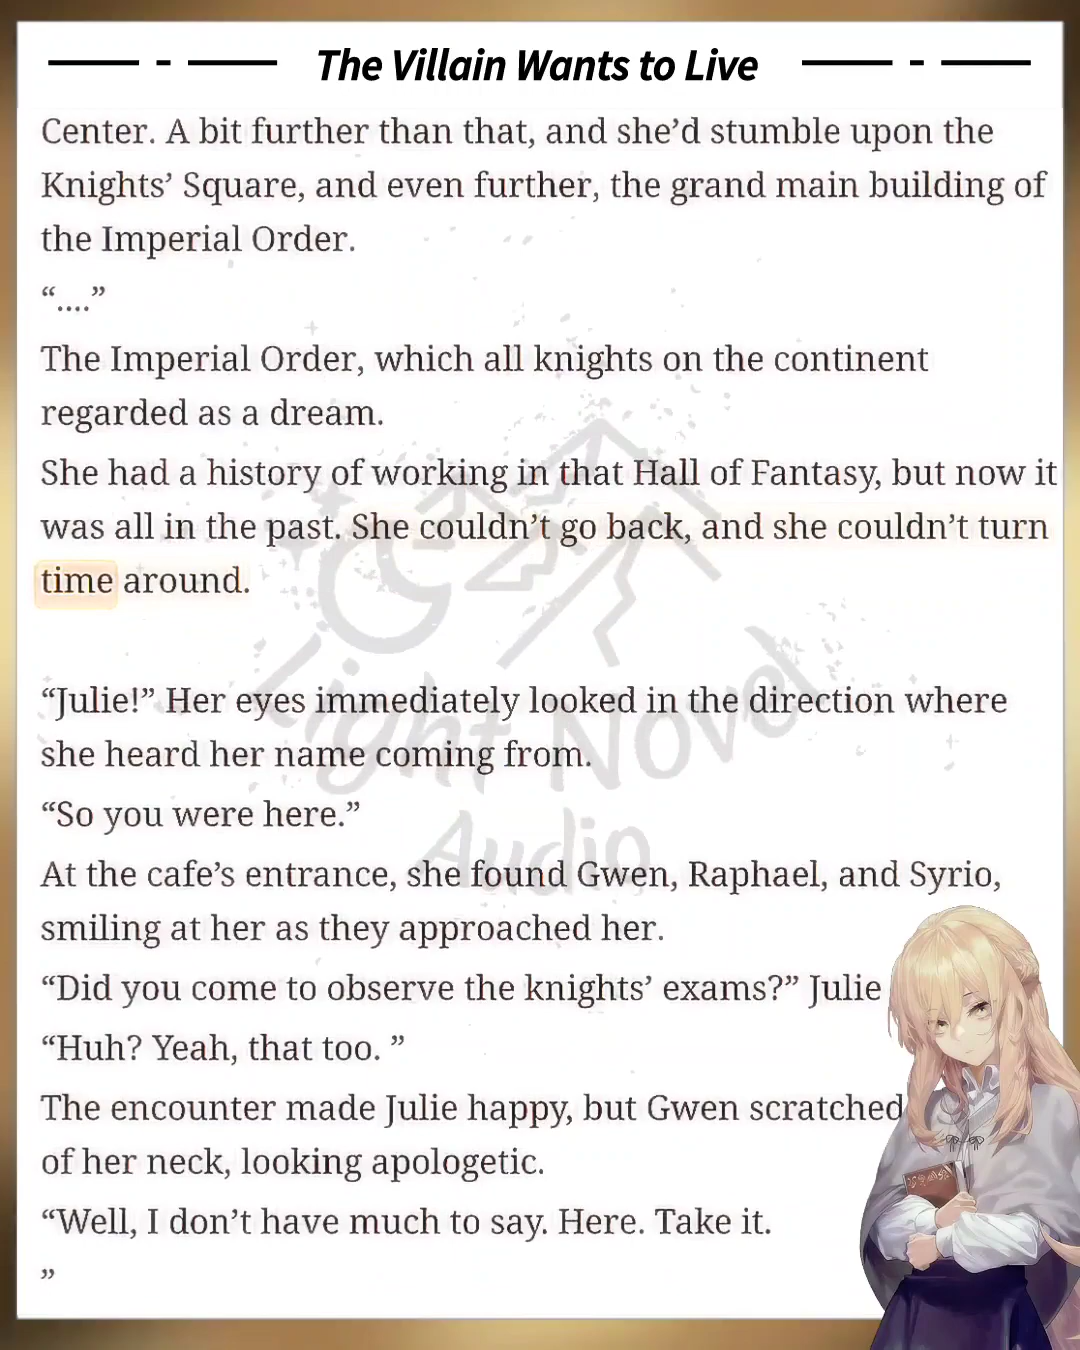 The Villain Wants to Live
Center. A bit further than that, and she’d stumble upon the
Knights’ Square, and even further, the grand main building of
the Imperial Order.
“....”
The Imperial Order, which all knights on the continent
regarded as a dream.
She had a history of working in that Hall of Fantasy, but now it
was all in the past. She couldn’t go back, and she couldn’t turn
time around.
“Julie!” Her eyes immediately looked in the direction where
she heard her name coming from.
“So you were here.”
At the cafe’s entrance, she found Gwen, Raphael, and Syrio,
smiling at her as they approached her.
“Did you come to observe the knights’ exams?” Julie
“Huh? Yeah, that too. ”
The encounter made Julie happy, but Gwen scratched
of her neck, looking apologetic.
“Well, I don’t have much to say. Here. Take it.
”
Light Novel
Audio